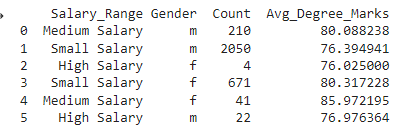 Salary_Range Gender Count Avg_Degree_Marks
0 Medium Salary m 210 80.088238
1 Small Salary m 2050 76.394941
2 High Salary f 4 76.025000
3 Small Salary f 671 80.317228
4 Medium Salary f 41 85.972195
5 High Salary m 22 76.976364